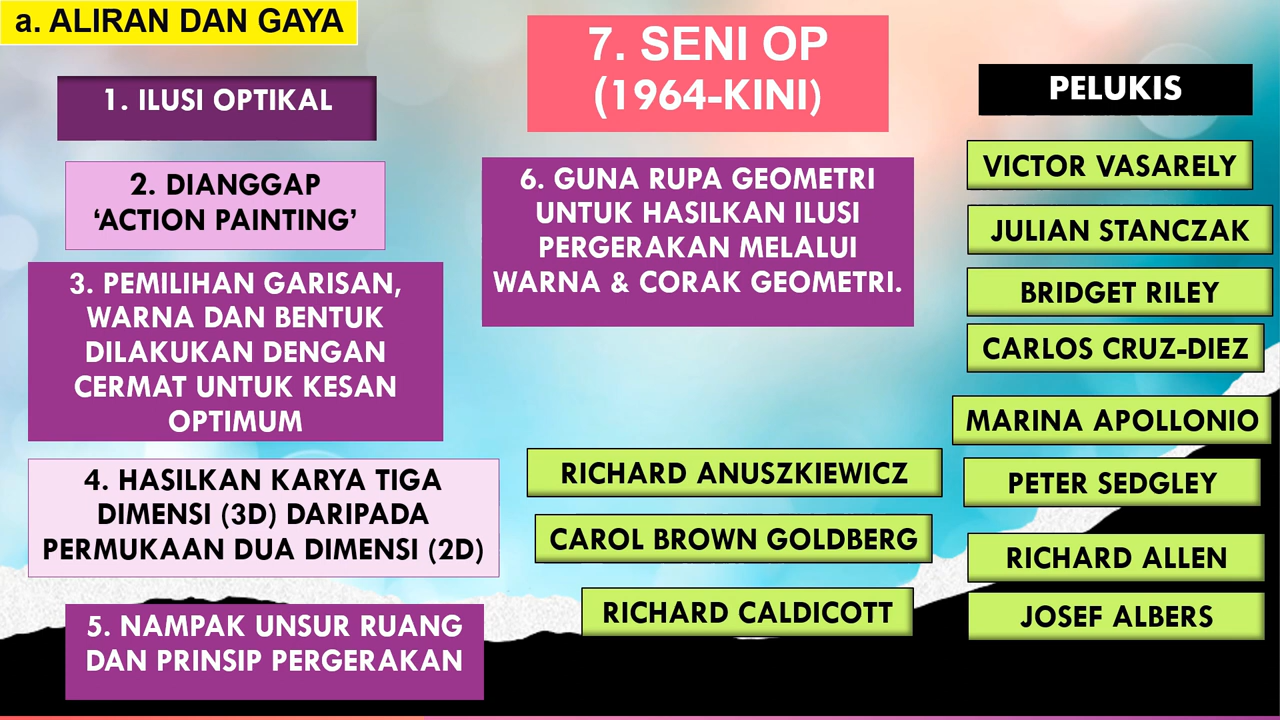 a. ALIRAN DAN GAYA
7. SENI OP
(1964-KINI)
1. ILUSI OPTIKAL
2. DIANGGAP
‘ACTION PAINTING’
3. PEMILIHAN GARISAN,
WARNA DAN BENTUK
DILAKUKAN DENGAN
CERMAT UNTUK KESAN
OPTIMUM
4. HASILKAN KARYA TIGA
DIMENSI (3D) DARIPADA
PERMUKAAN DUA DIMENSI (2D)
5. NAMPAK UNSUR RUANG
DAN PRINSIP PERGERAKAN
6. GUNA RUPA GEOMETRI
UNTUK HASILKAN ILUSI
PERGERAKAN MELALUI
WARNA & CORAK GEOMETRI.
PELUKIS
VICTOR VASARELY
JULIAN STANCZAK
BRIDGET RILEY
CARLOS CRUZ-DIEZ
MARINA APOLLONIO
PETER SEDGLEY
RICHARD ALLEN
JOSEF ALBERS
RICHARD ANUSZKIEWICZ
CAROL BROWN GOLDBERG
RICHARD CALDICOTT